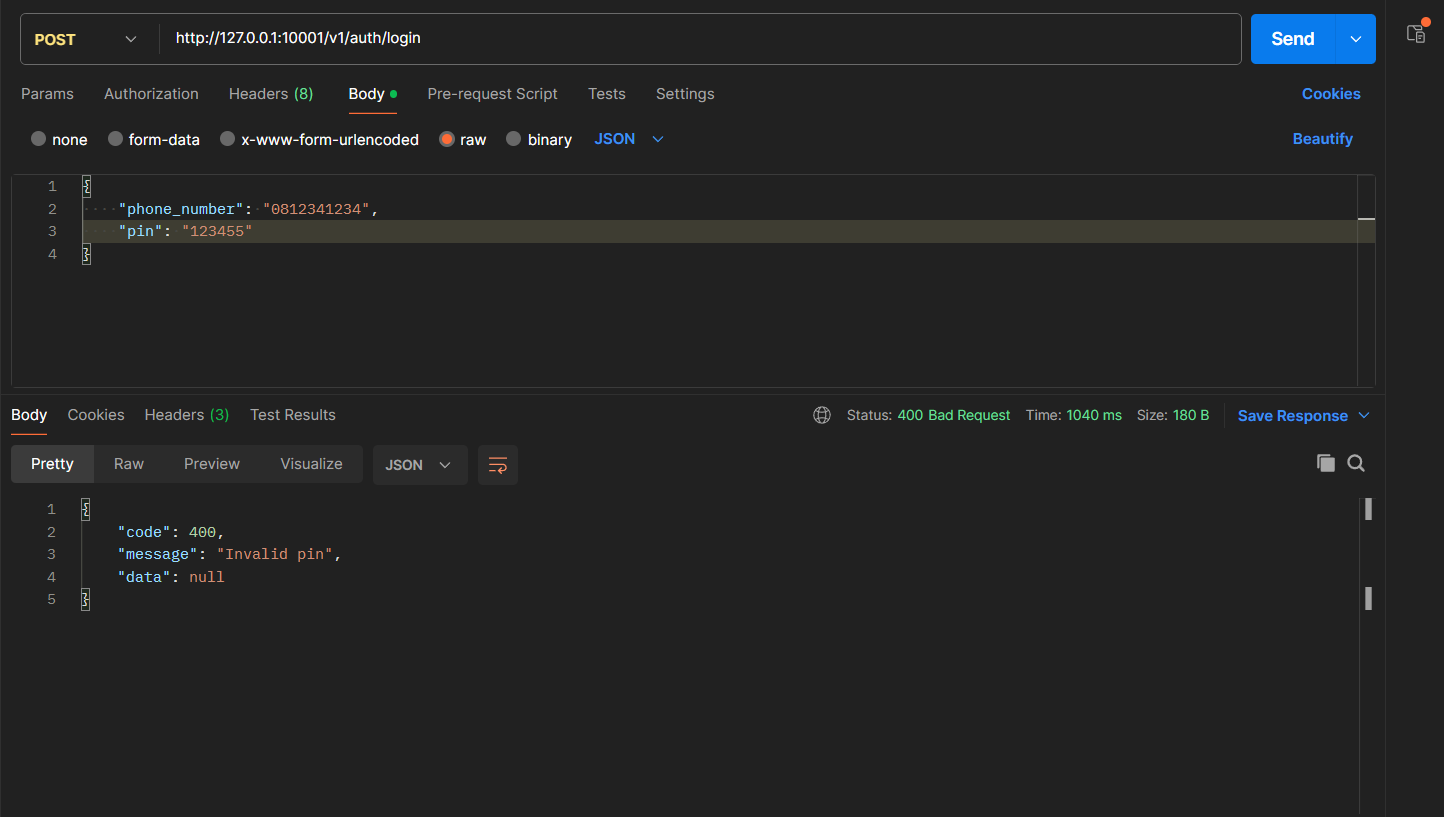 POST http://127.0.0.1:10001/v1/auth/login Send
Params Authorization Headers (8) Body Pre-request Script Tests Settings Cookies
none form-data x-www-form-urlencoded raw binary JSON Beautify
1 {
2 "phone_number": "0812341234",
3 "pin": "123455"
4 }
Body Cookies Headers (3) Test Results Status: 400 Bad Request Time: 1040 ms Size: 180 B Save Response
Pretty Raw Preview Visualize JSON
1 {
2 "code": 400,
3 "message": "Invalid pin",
4 "data": null
5 }